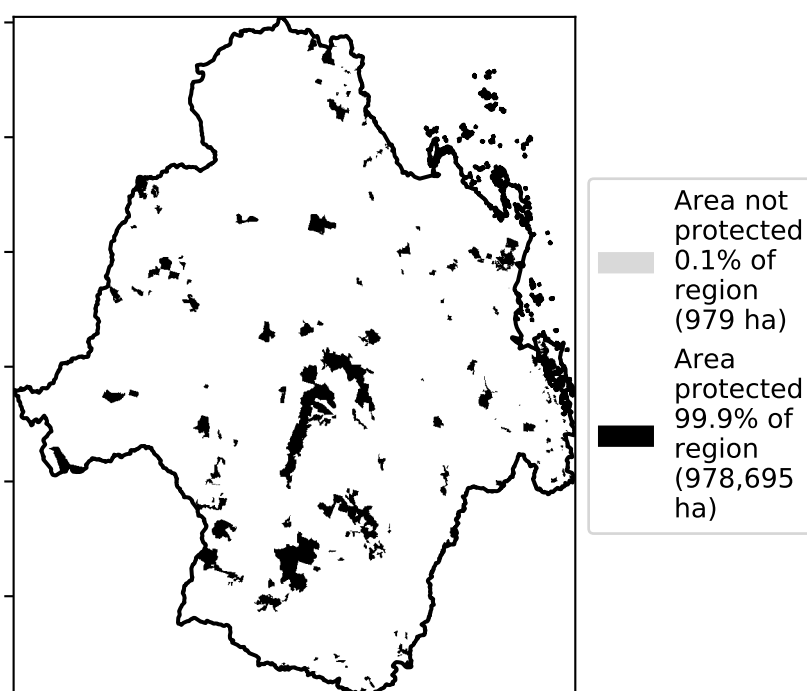 Area not
protected
0.1% of
region
(979 ha)
Area
protected
99.9% of
region
(978,695
ha)